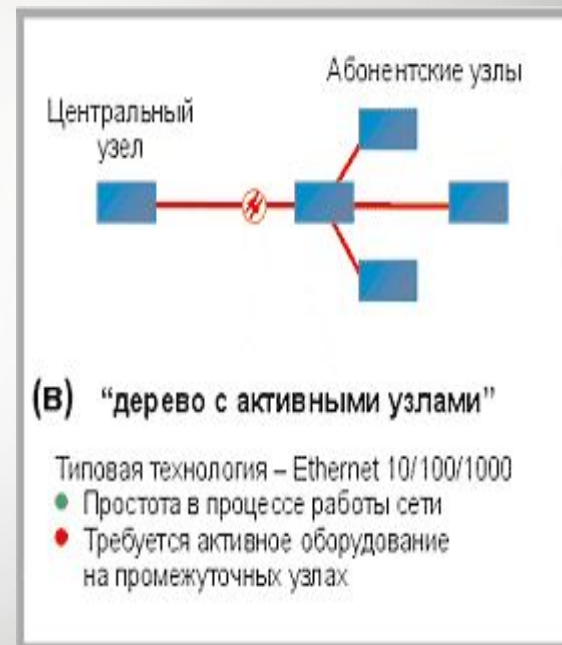 Абонентские узлы
Центральный
узел
(в) “дерево с активными узлами”
Типовая технология – Ethernet 10/100/1000
Простота в процессе работы сети
Требуется активное оборудование
на промежуточных узлах